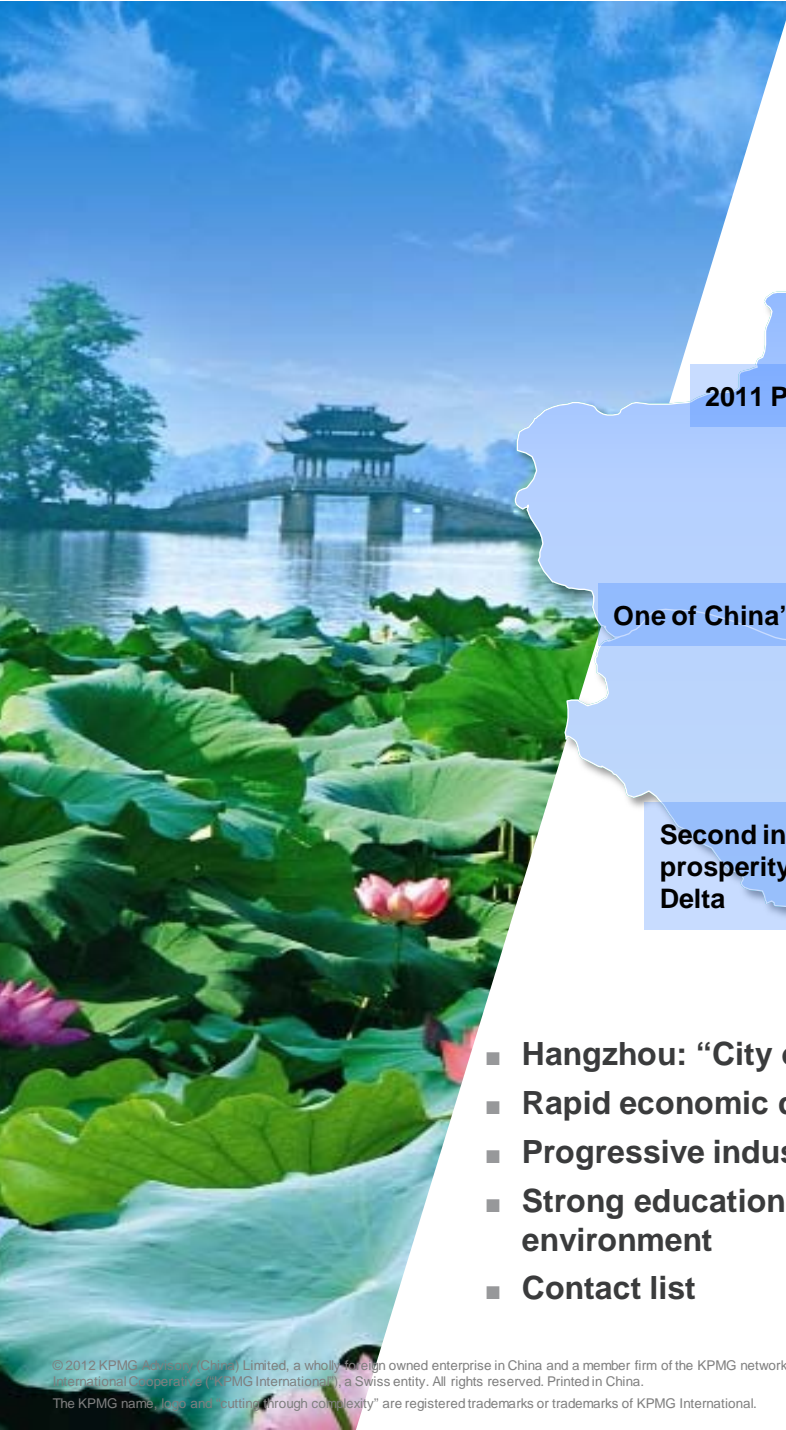 2011 P
One of China’
Second in
prosperity
Delta
■ Hangzhou: “City
■ Rapid economic
■ Progressive indus
■ Strong education
environment
■ Contact list
© 2012 KPMG Advisory (China) Limited, a wholly foreign owned enterprise in China and a member firm of the KPMG network
International Cooperative (“KPMG International”), a Swiss entity. All rights reserved. Printed in China.
The KPMG name, logo and “cutting through complexity” are registered trademarks or trademarks of KPMG International.